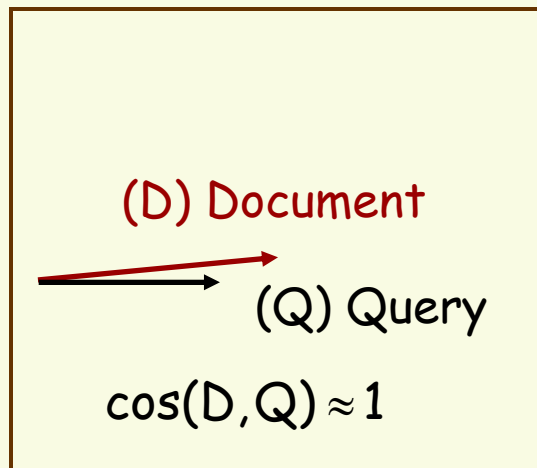 (D) Document
(Q) Query
cos(D,Q) ≈ 1